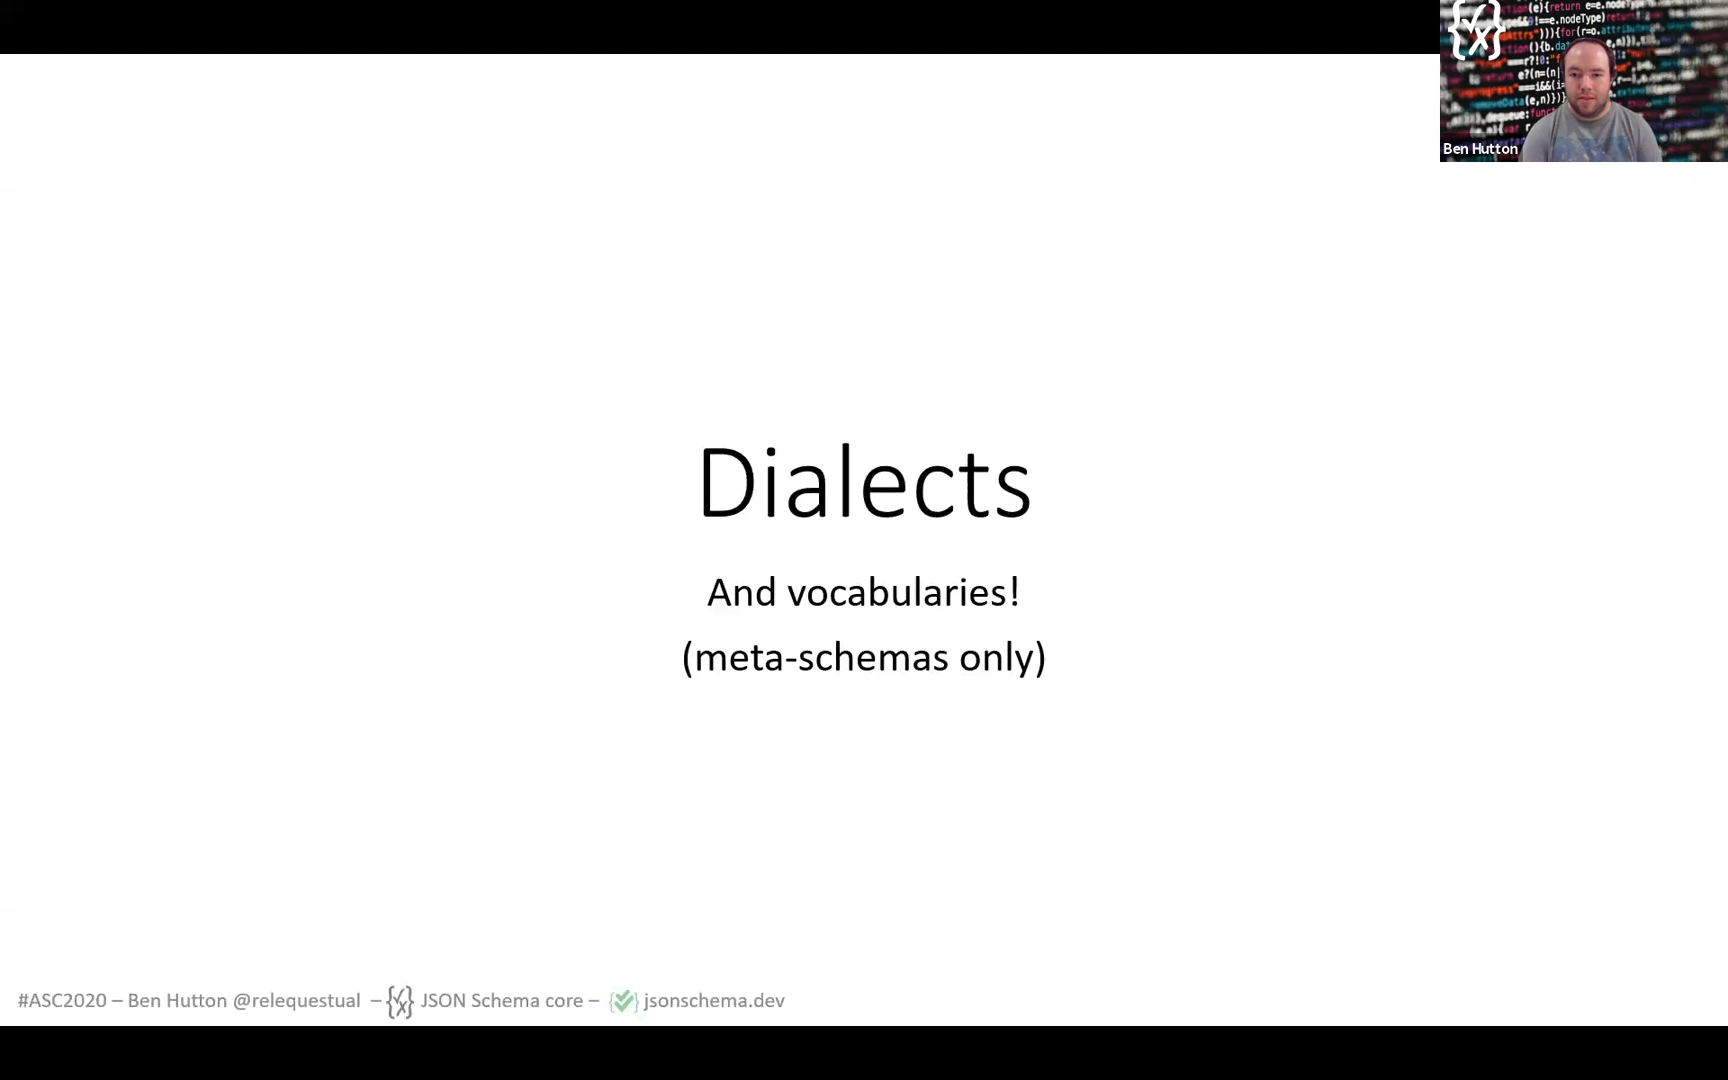 Dialects
And vocabularies!
(meta-schemas only)
Ben Hutton
#ASC2020 – Ben Hutton @relequestual – JSON Schema core – jsonschema.dev